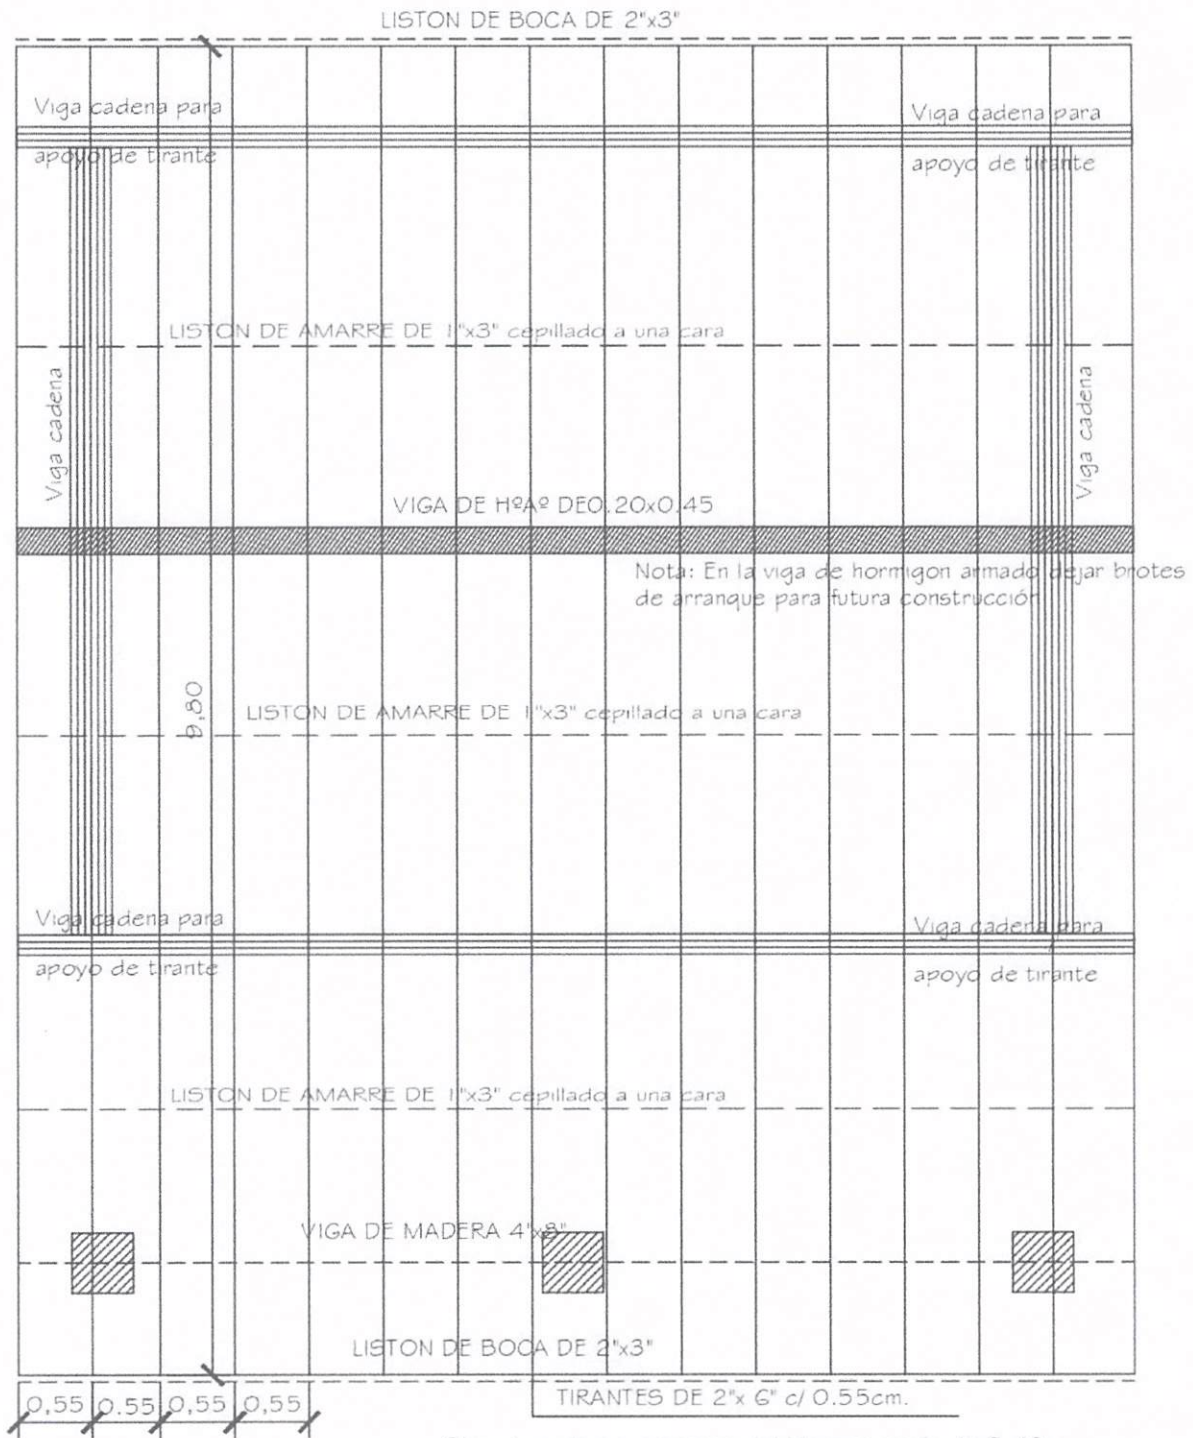 LISTON DE BOCA DE 2"x3"
Viga cadena para
apoyo de tirante
Viga cadena para
apoyo de tirante
LISTON DE AMARRE DE 1"x3" cepillado a una cara
Viga cadena
Viga cadena
VIGA DE HºAº DE0.20x0.45
Nota: En la viga de hormigon armado dejar brotes
de arranque para futura construcción
9,80
LISTON DE AMARRE DE 1"x3" cepillado a una cara
Viga cadena para
apoyo de tirante
Viga cadena para
apoyo de tirante
LISTON DE AMARRE DE 1"x3" cepillado a una cara
VIGA DE MADERA 4"x8"
LISTON DE BOCA DE 2"x3"
TIRANTES DE 2"x 6" c/ 0.55cm.
0,55 0.55 0,55 0,55